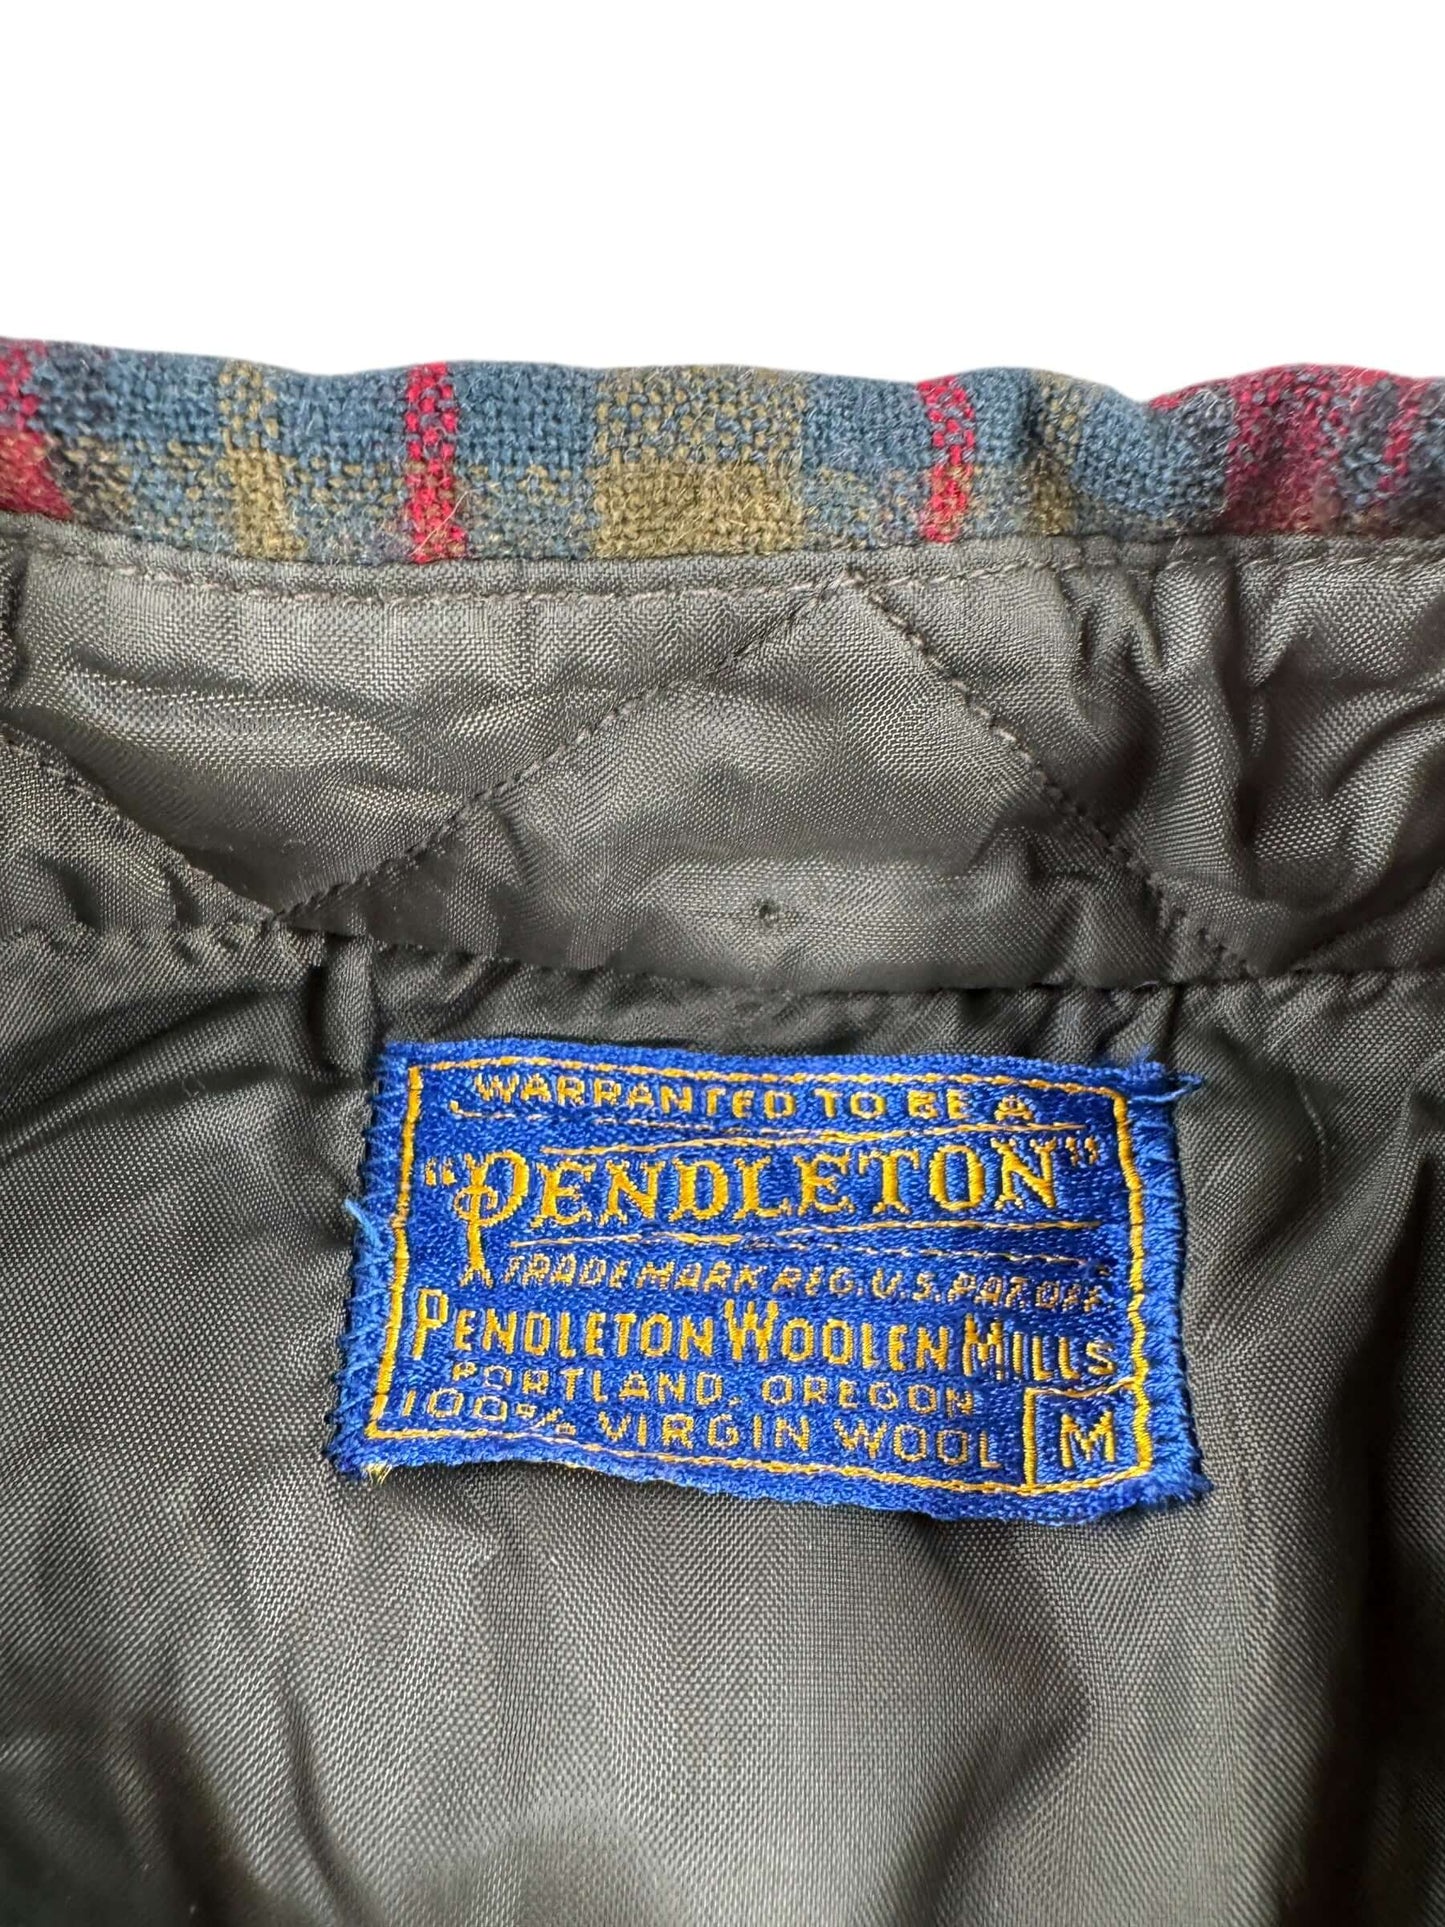 WARRANTED TO BE A
"PENDLETON"
TRADE MARK REG. U.S. PAT. OFF.
PENDLETON WOOLEN MILLS
PORTLAND, OREGON
100% VIRGIN WOOL M